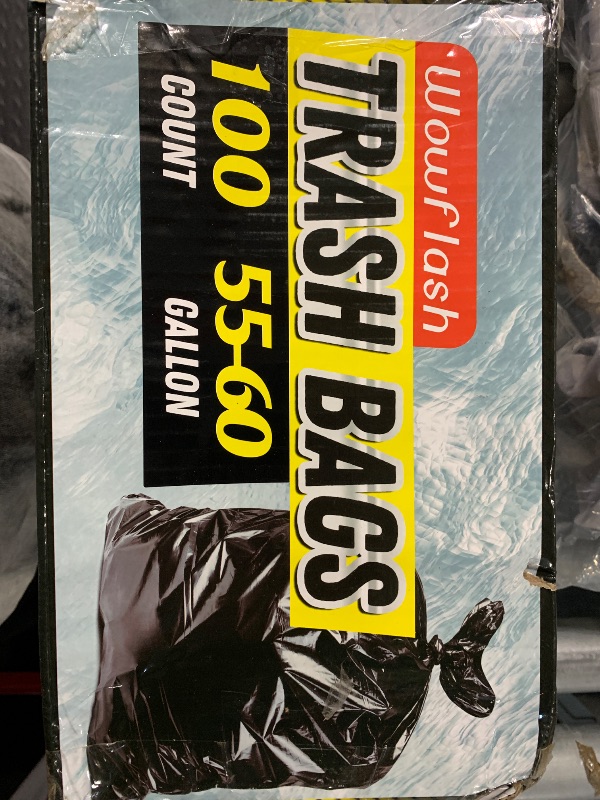 Wowflash
TRASH BAGS
100 55-60
COUNT GALLON